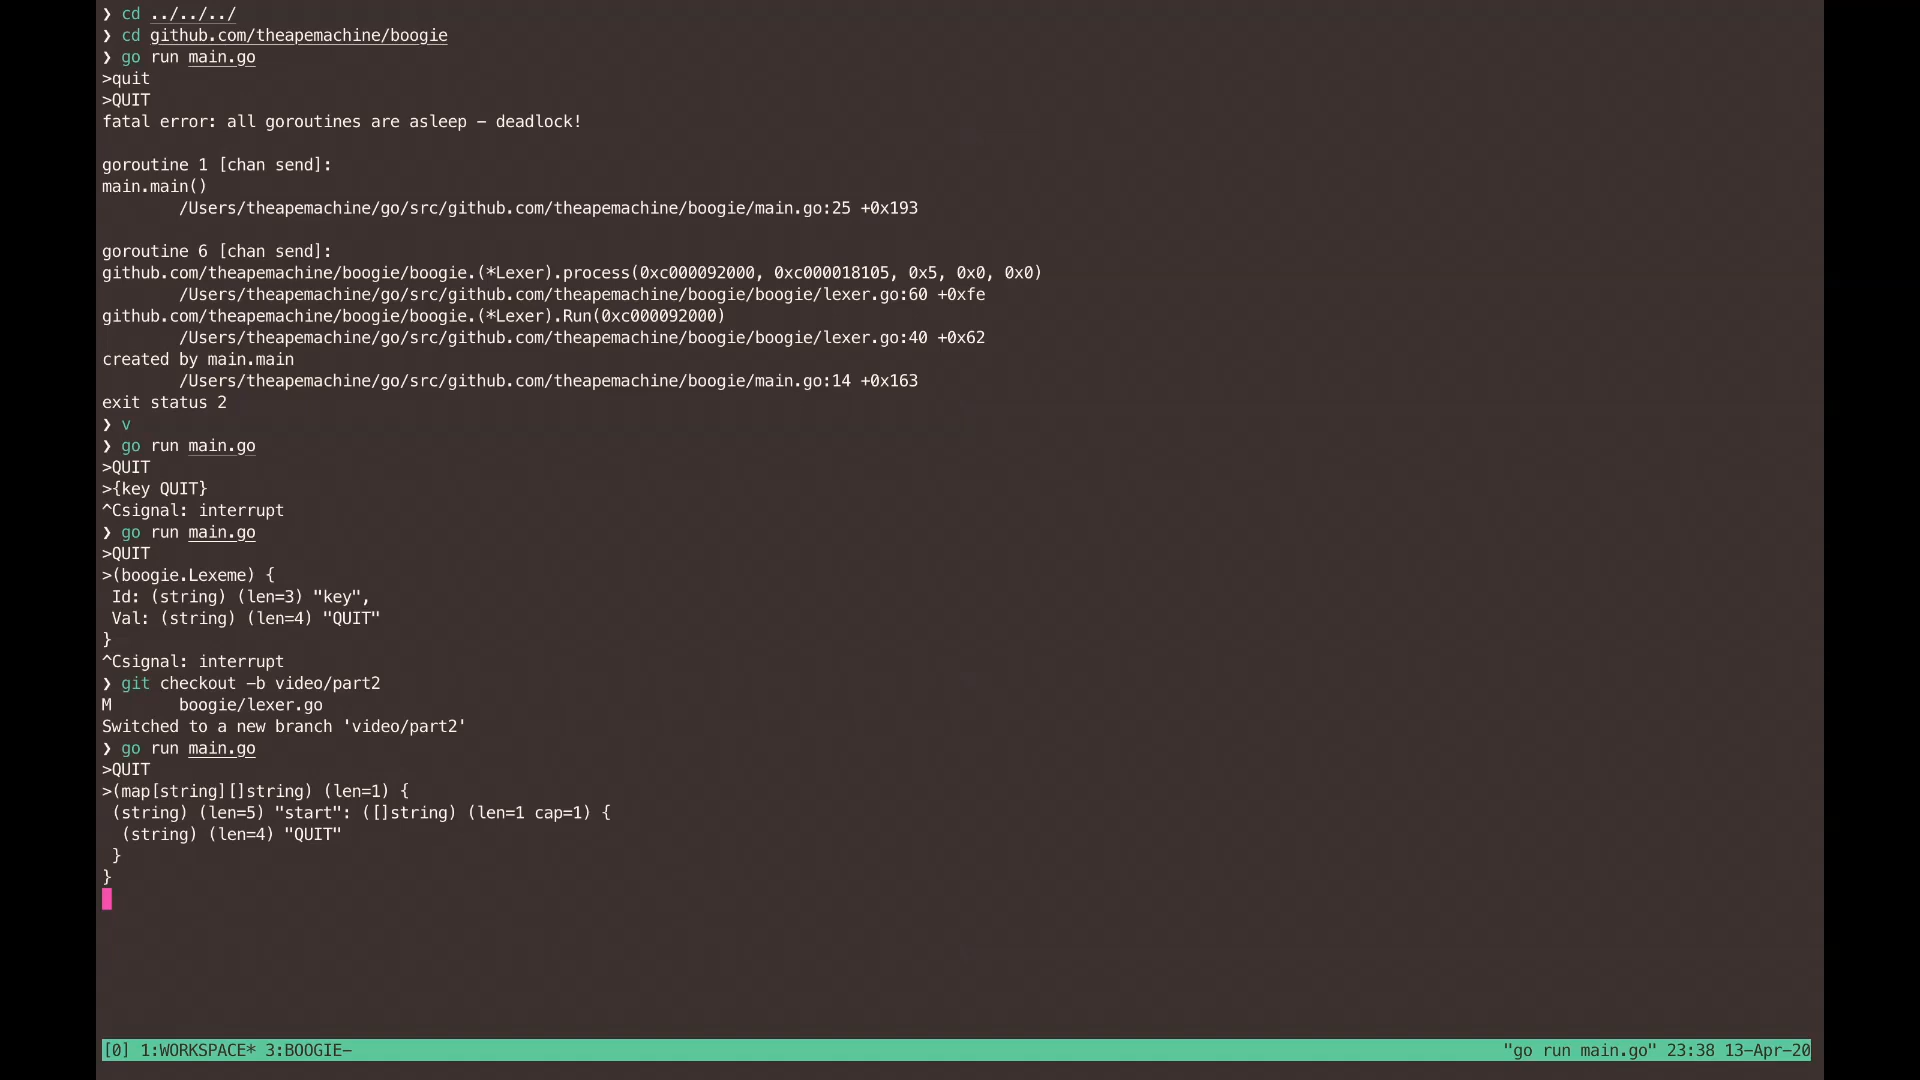 ❯ cd ../../../
❯ cd github.com/theapemachine/boogie
❯ go run main.go
>quit
>QUIT
fatal error: all goroutines are asleep - deadlock!

goroutine 1 [chan send]:
main.main()
        /Users/theapemachine/go/src/github.com/theapemachine/boogie/main.go:25 +0x193

goroutine 6 [chan send]:
github.com/theapemachine/boogie/boogie.(*Lexer).process(0xc000092000, 0xc000018105, 0x5, 0x0, 0x0)
        /Users/theapemachine/go/src/github.com/theapemachine/boogie/boogie/lexer.go:60 +0xfe
github.com/theapemachine/boogie/boogie.(*Lexer).Run(0xc000092000)
        /Users/theapemachine/go/src/github.com/theapemachine/boogie/boogie/lexer.go:40 +0x62
created by main.main
        /Users/theapemachine/go/src/github.com/theapemachine/boogie/main.go:14 +0x163
exit status 2
❯ v
❯ go run main.go
>QUIT
>{key QUIT}
^Csignal: interrupt
❯ go run main.go
>QUIT
>(boogie.Lexeme) {
 Id: (string) (len=3) "key",
 Val: (string) (len=4) "QUIT"
}
^Csignal: interrupt
❯ git checkout -b video/part2
M       boogie/lexer.go
Switched to a new branch 'video/part2'
❯ go run main.go
>QUIT
>(map[string][]string) (len=1) {
 (string) (len=5) "start": ([]string) (len=1 cap=1) {
  (string) (len=4) "QUIT"
 }
}
[0] 1:WORKSPACE* 3:BOOGIE- "go run main.go" 23:38 13-Apr-20